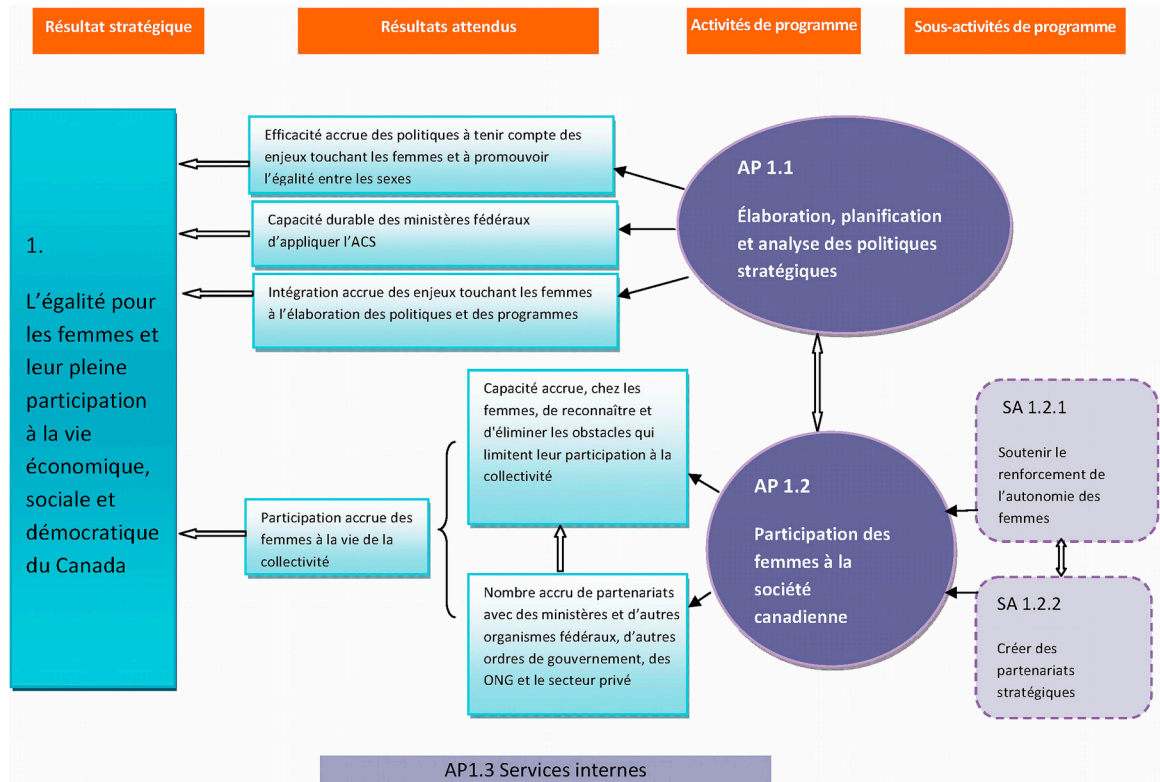 Résultat stratégique
Résultats attendus
Activités de programme
Sous-activités de programme
1.
L’égalité pour
les femmes et
leur pleine
participation
à la vie
économique,
sociale et
démocratique
du Canada
Efficacité accrue des politiques à tenir compte des
enjeux touchant les femmes et à promouvoir
l’égalité entre les sexes
Capacité durable des ministères fédéraux
d’appliquer l’ACS
Intégration accrue des enjeux touchant les femmes
à l’élaboration des politiques et des programmes
AP 1.1
Élaboration, planification
et analyse des politiques
stratégiques
Participation accrue des
femmes à la vie de la
collectivité
Capacité accrue, chez les
femmes, de reconnaître et
d'éliminer les obstacles qui
limitent leur participation à la
collectivité
Nombre accru de partenariats
avec des ministères et d’autres
organismes fédéraux, d’autres
ordres de gouvernement, des
ONG et le secteur privé
AP 1.2
Participation des
femmes à la
société
canadienne
SA 1.2.1
Soutenir le
renforcement de
l’autonomie des
femmes
SA 1.2.2
Créer des
partenariats
stratégiques
AP1.3 Services internes